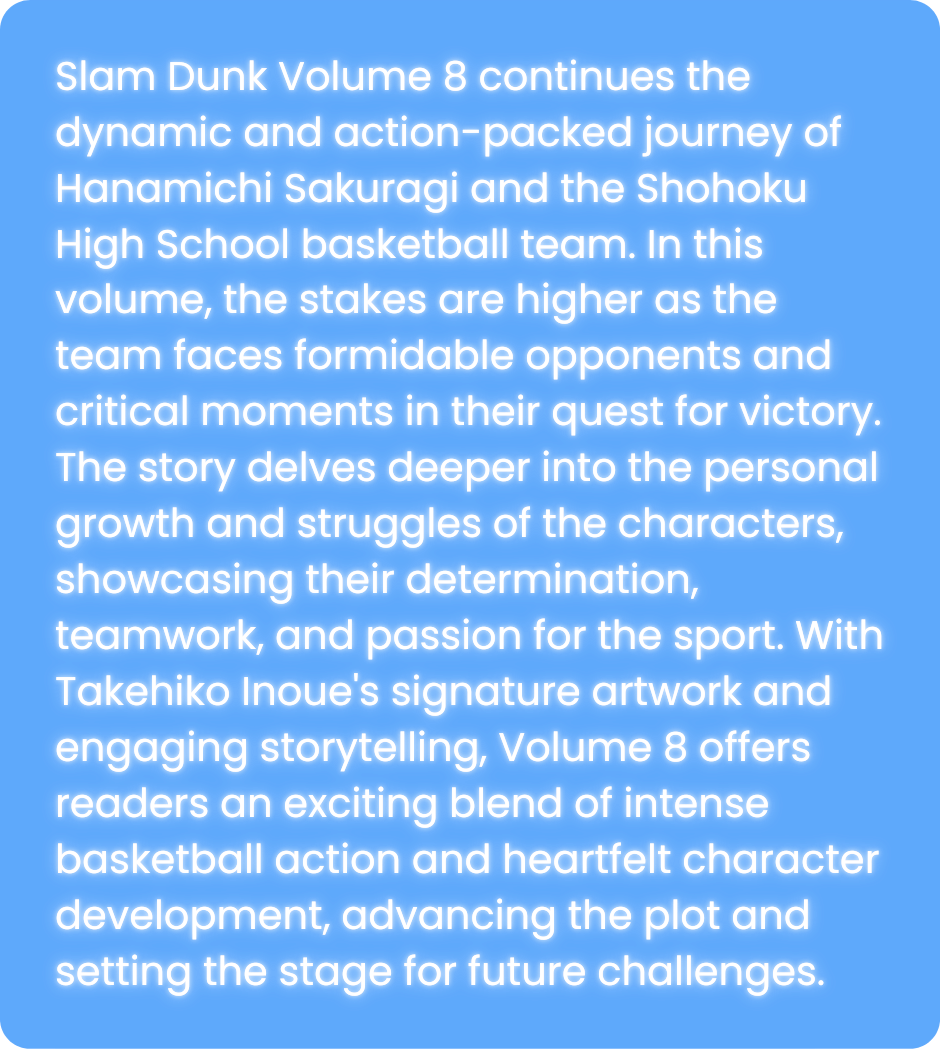 Slam Dunk Volume 8 continues the
dynamic and action-packed journey of
Hanamichi Sakuragi and the Shohoku
High School basketball team. In this
volume, the stakes are higher as the
team faces formidable opponents and
critical moments in their quest for victory.
The story delves deeper into the personal
growth and struggles of the characters,
showcasing their determination,
teamwork, and passion for the sport. With
Takehiko Inoue's signature artwork and
engaging storytelling, Volume 8 offers
readers an exciting blend of intense
basketball action and heartfelt character
development, advancing the plot and
setting the stage for future challenges.